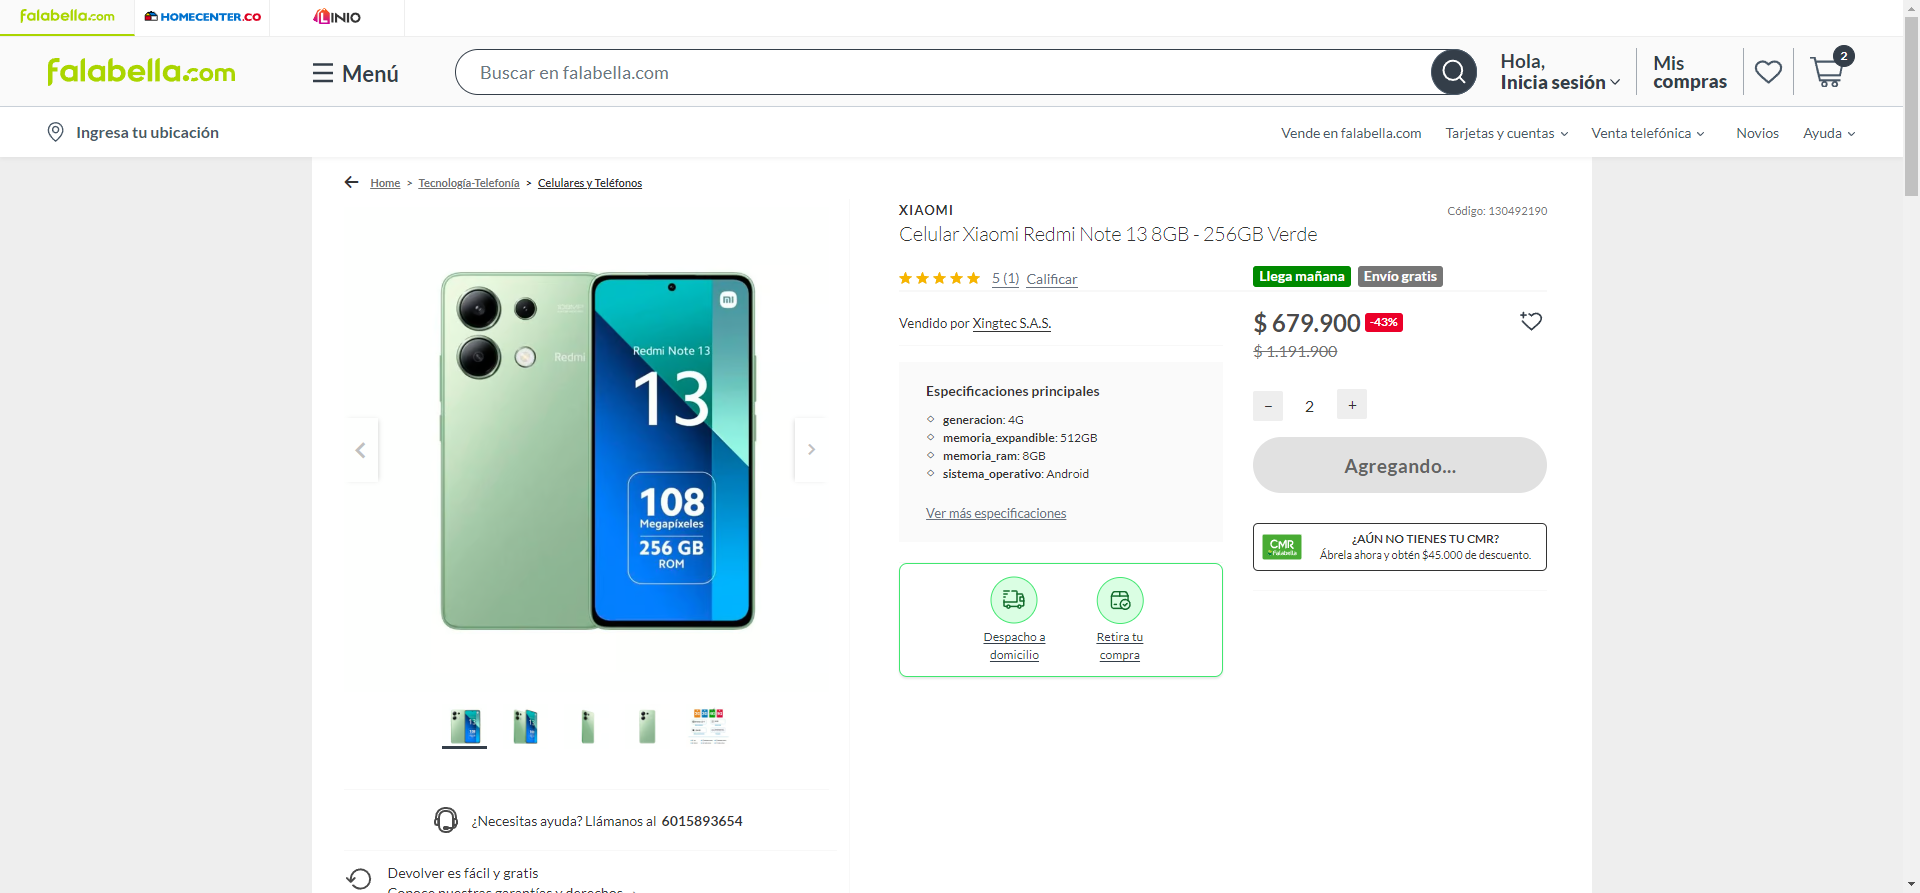 falabella.com
HOMECENTER.CO
LINIO
falabella.com
Menú
Buscar en falabella.com
Hola,
Inicia sesión
Mis
compras
2
Ingresa tu ubicación
Vende en falabella.com
Tarjetas y cuentas
Venta telefónica
Novios
Ayuda
Home > Tecnología-Telefonía > Celulares y Teléfonos
XIAOMI
Código: 130492190
Celular Xiaomi Redmi Note 13 8GB - 256GB Verde
5 (1) Calificar
Llega mañana
Envío gratis
Vendido por Xingtec S.A.S.
$ 679.900
-43%
$ 1.191.900
- 2 +
Agregando...
Especificaciones principales
generacion: 4G
memoria_expandible: 512GB
memoria_ram: 8GB
sistema_operativo: Android
Ver más especificaciones
CMR
Falabella
¿AÚN NO TIENES TU CMR?
Ábrela ahora y obtén $45.000 de descuento.
Despacho a
domicilio
Retira tu
compra
Redmi
mi
Redmi Note 13
13
108
Megapíxeles
256 GB
ROM
¿Necesitas ayuda? Llámanos al 6015893654
Devolver es fácil y gratis
Conoce nuestras garantías y derechos